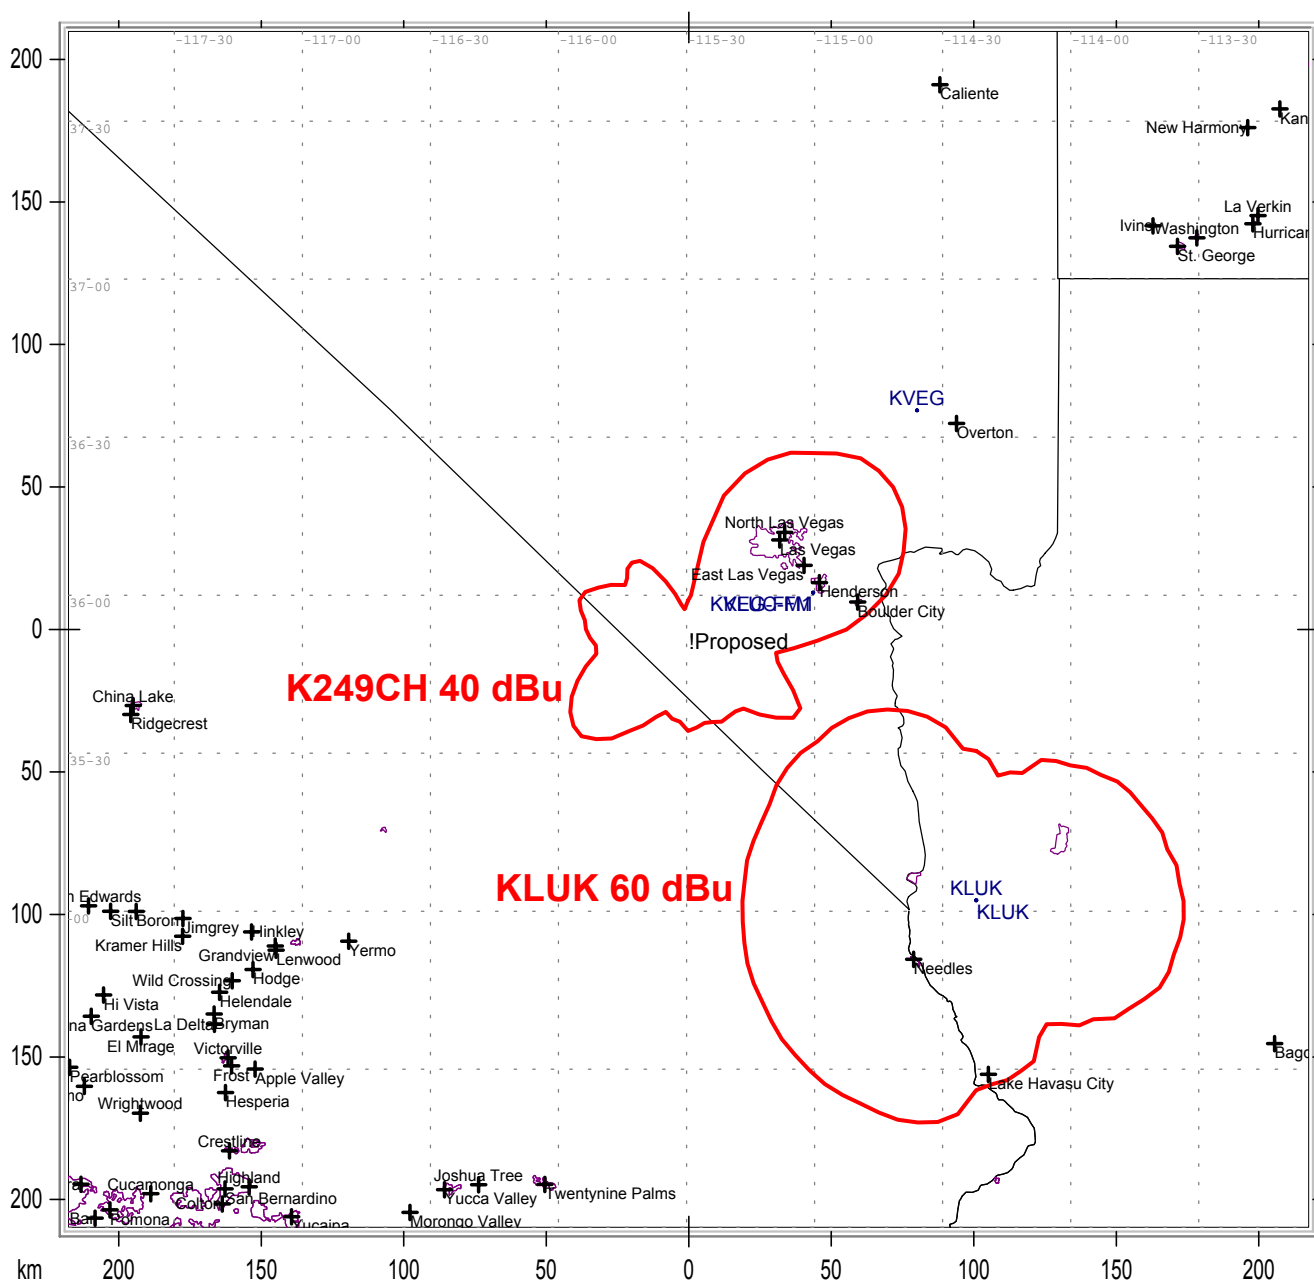 -117-30
-117-00
-116-30
-116-00
-115-30
-115-00
-114-30
-114-00
-113-30
200
Caliente
Kan
37-30
New Harmony
150
La Verkin
Ivins
Washington
Hurrican
St. George
37-00
100
KVEG
36-30
Overton
50
North Las Vegas
Las Vegas
East Las Vegas
Henderson
36-00
Boulder City
0
!Proposed
K249CH 40 dBu
China Lake
Ridgecrest
35-30
50
KLUK 60 dBu
KLUK
KLUK
n Edwards
100
00
Silt
Boron
Jimgrey
Hinkley
Kramer Hills
Grandview
Lenwood
Yermo
Needles
Wild Crossing
Hodge
Helendale
Hi Vista
na Gardens
La Delta
Bryman
El Mirage
Victorville
150
Bagd
Pearblossom
Frost
Apple Valley
Lake Havasu City
mo
Wrightwood
Hesperia
Crestline
Joshua Tree
Cucamonga
Highland
Twentynine Palms
200
Colton
San Bernardino
Yucca Valley
Pomona
Yucaipa
Morongo Valley
km
200
150
100
50
0
50
100
150
200